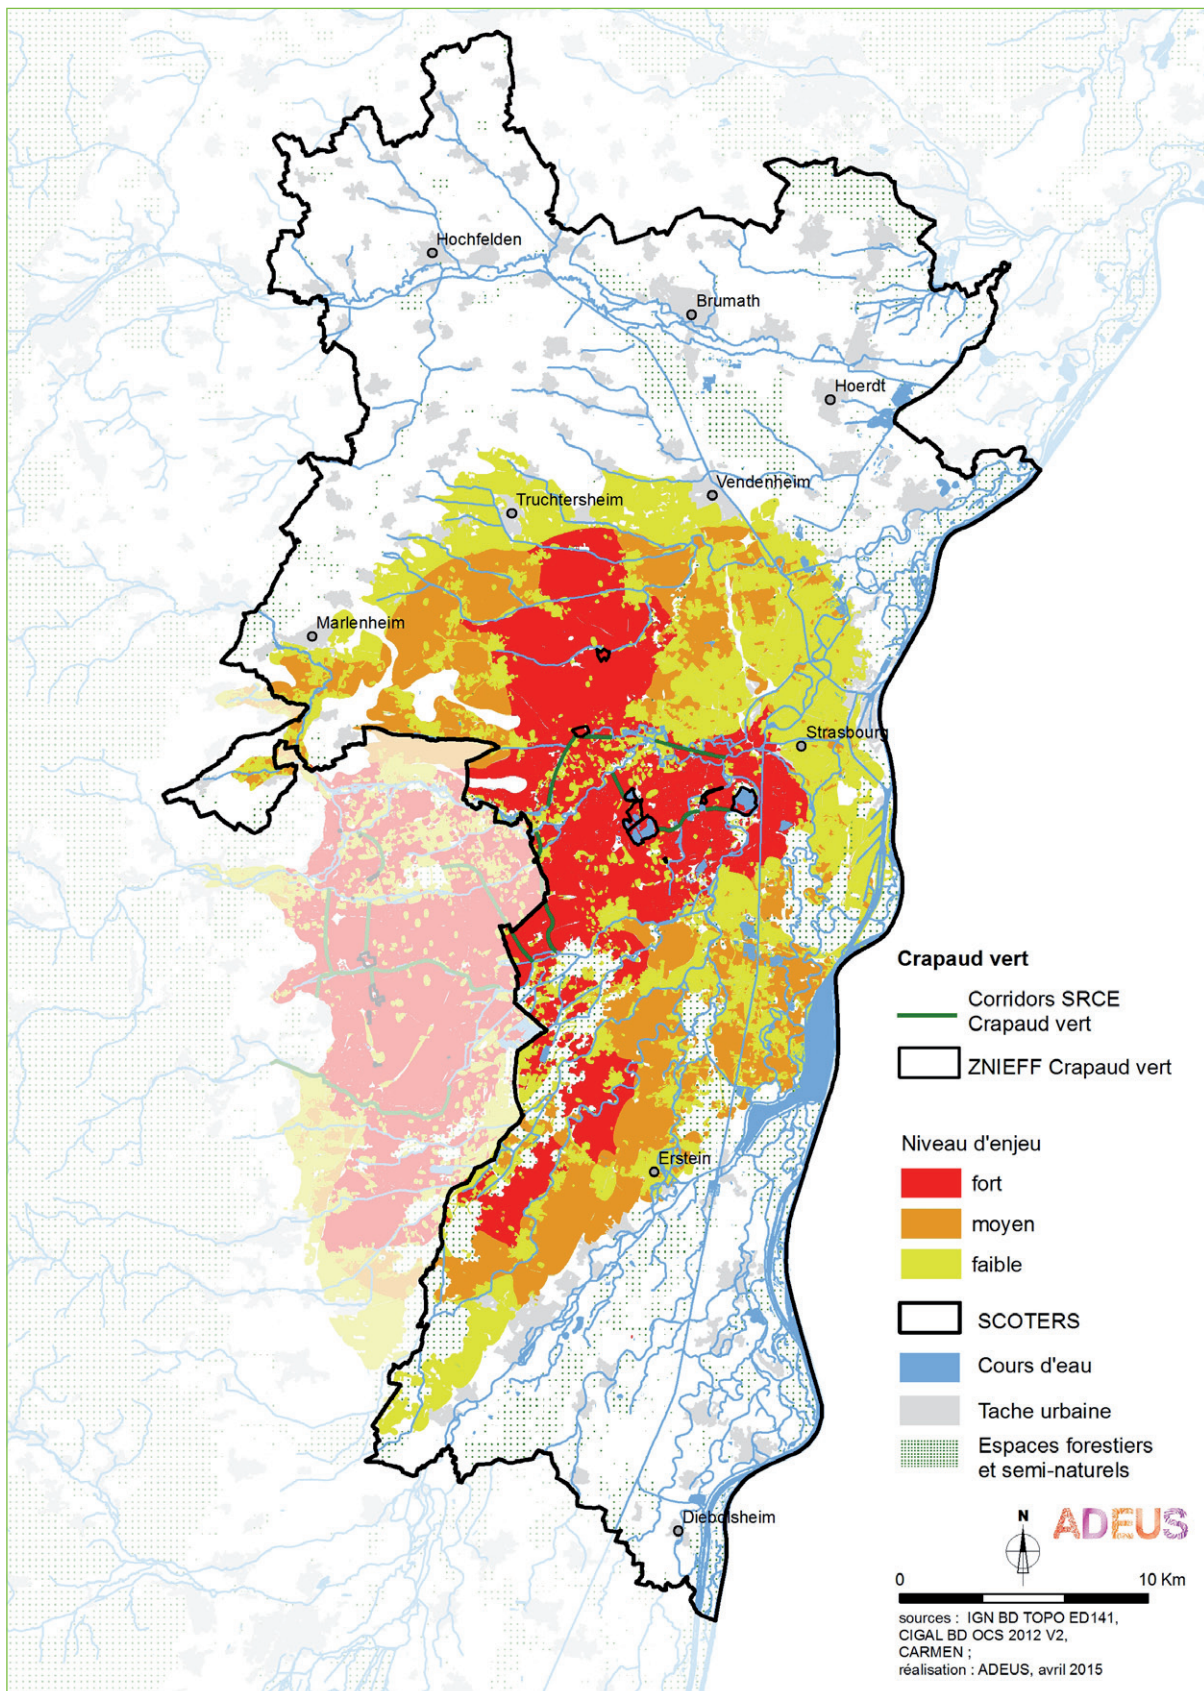 Hochfelden
Brumath
Hoerdt
Vendenheim
Truchtersheim
Marlenheim
Strasbourg
Erstein
Diebolsheim
Crapaud vert
Corridors SRCE
Crapaud vert
ZNIEFF Crapaud vert
Niveau d'enjeu
fort
moyen
faible
SCOTERS
Cours d'eau
Tache urbaine
Espaces forestiers
et semi-naturels
N
ADEUS
0 10 Km
sources : IGN BD TOPO ED141,
CIGAL BD OCS 2012 V2,
CARMEN ;
réalisation : ADEUS, avril 2015